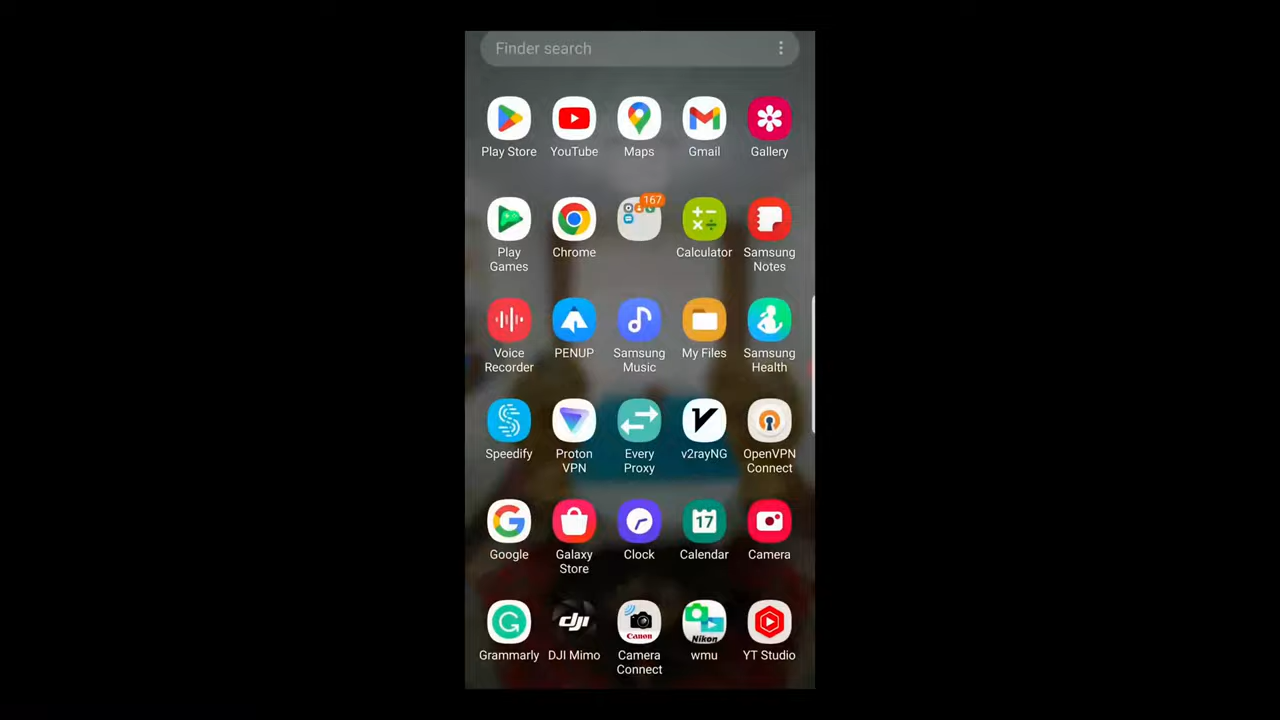 Finder search
Play Store
YouTube
Maps
Gmail
Gallery
167
Play
Games
Chrome
Calculator
Samsung
Notes
Voice
Recorder
PENUP
Samsung
Music
My Files
Samsung
Health
Speedify
Proton
VPN
Every
Proxy
v2rayNG
OpenVPN
Connect
17
Google
Galaxy
Store
Clock
Calendar
Camera
dji
Canon
Nikon
Grammarly
DJI Mimo
Camera
Connect
wmu
YT Studio